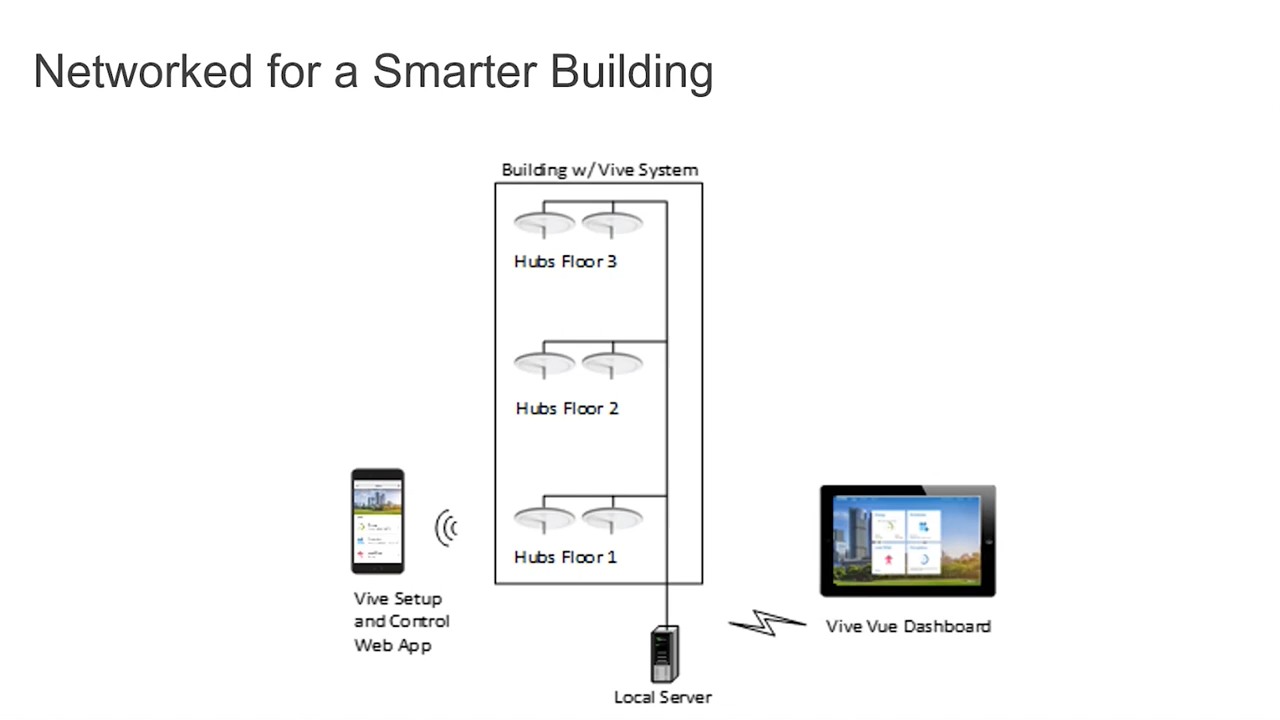 Networked for a Smarter Building
Building w/ Vive System
Hubs Floor 3
Hubs Floor 2
Hubs Floor 1
Vive Setup
and Control
Web App
Vive Vue Dashboard
Local Server